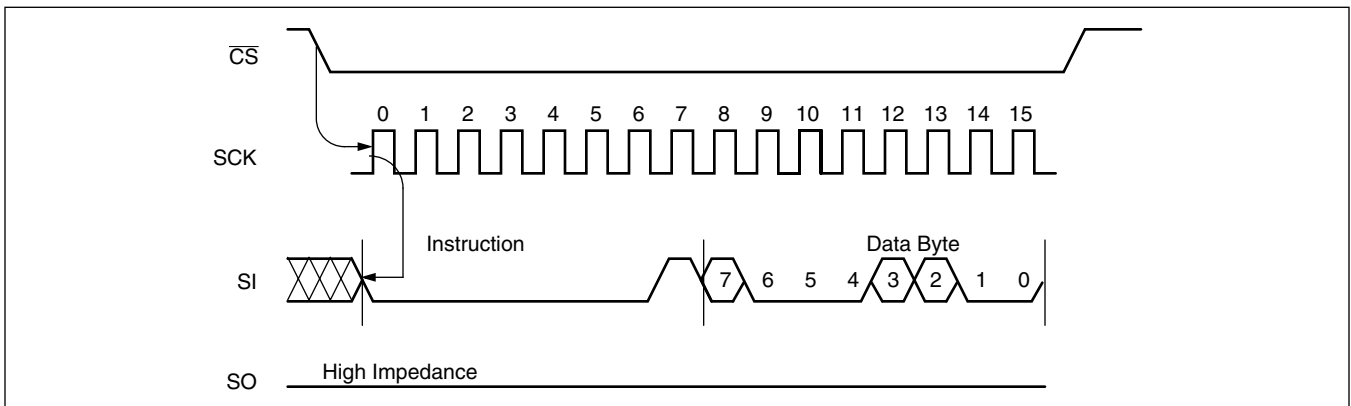 CS
0 1 2 3 4 5 6 7 8 9 10 11 12 13 14 15
SCK
Instruction Data Byte
SI 7 6 5 4 3 2 1 0
High Impedance
SO